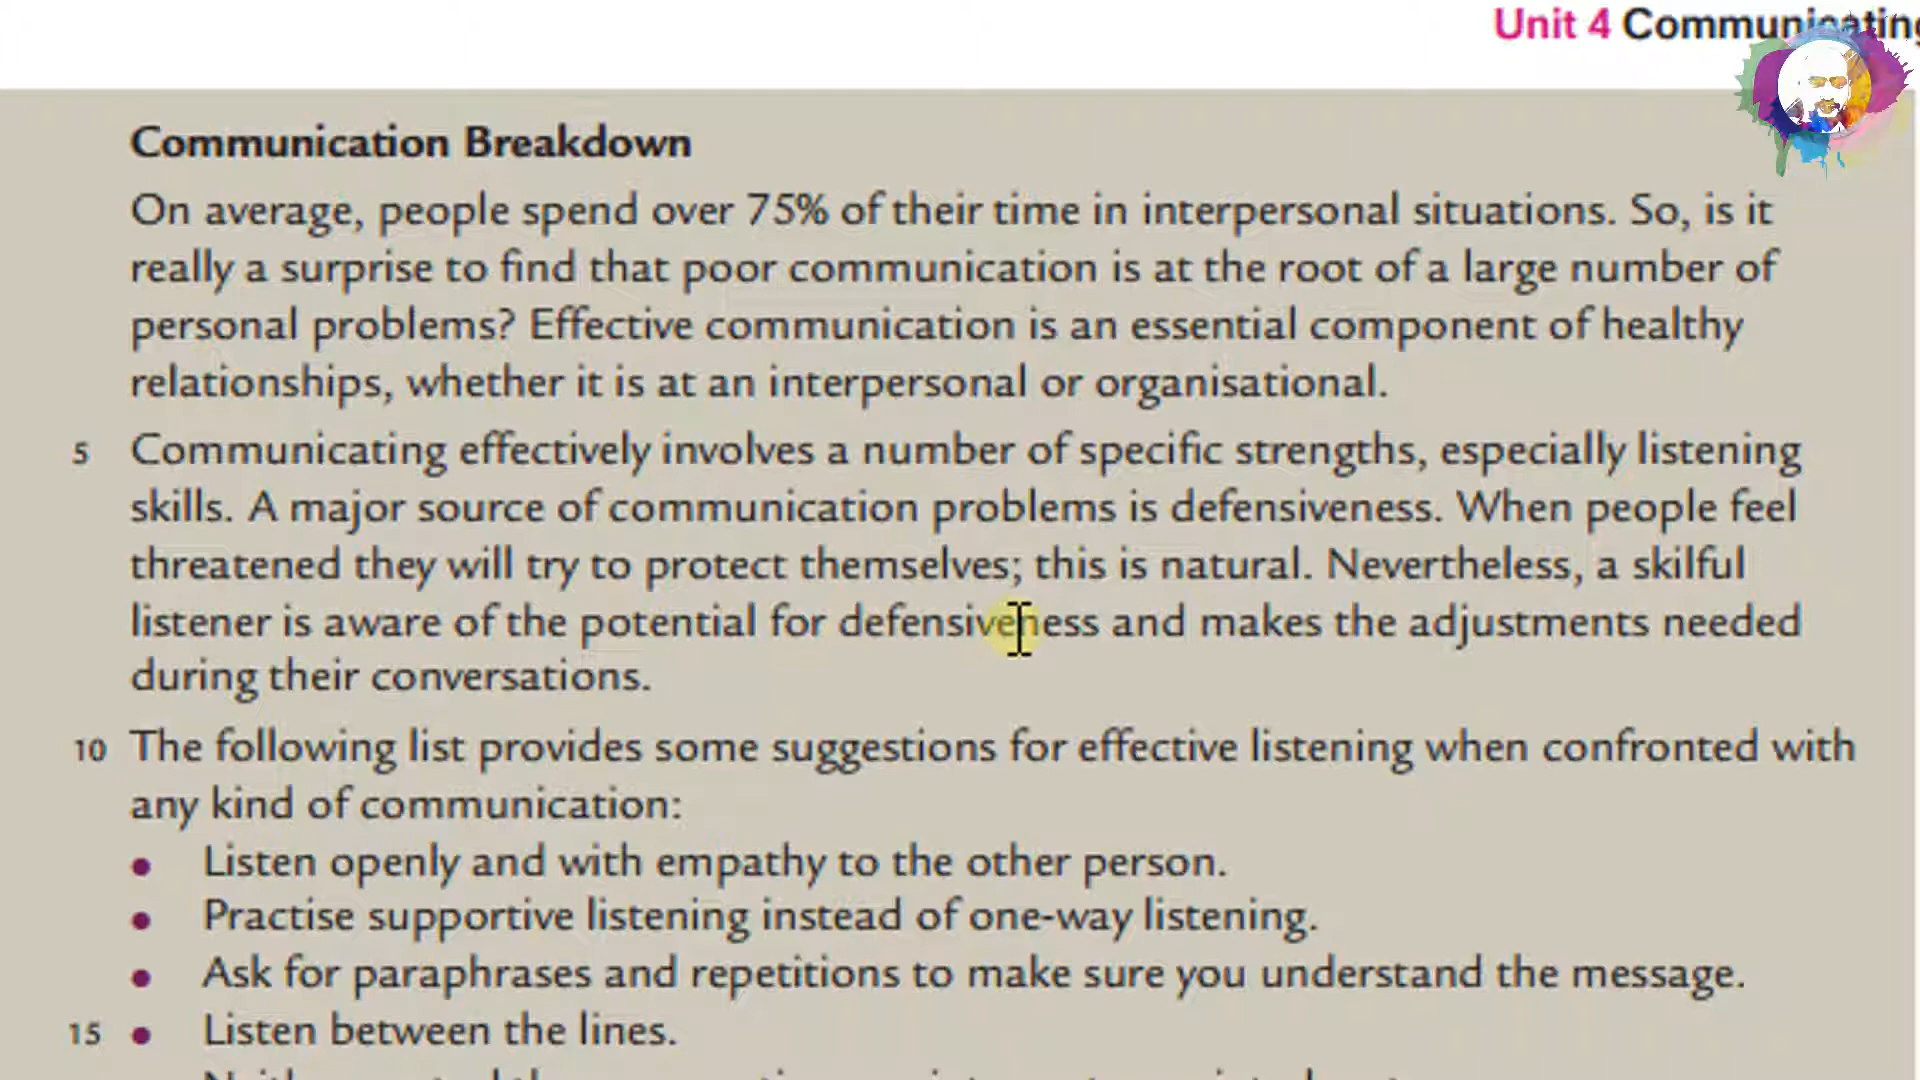 Unit 4 Communicating
Communication Breakdown
On average, people spend over 75% of their time in interpersonal situations. So, is it
really a surprise to find that poor communication is at the root of a large number of
personal problems? Effective communication is an essential component of healthy
relationships, whether it is at an interpersonal or organisational.
5 Communicating effectively involves a number of specific strengths, especially listening
skills. A major source of communication problems is defensiveness. When people feel
threatened they will try to protect themselves; this is natural. Nevertheless, a skilful
listener is aware of the potential for defensiveness and makes the adjustments needed
during their conversations.
10 The following list provides some suggestions for effective listening when confronted with
any kind of communication:
• Listen openly and with empathy to the other person.
• Practise supportive listening instead of one-way listening.
• Ask for paraphrases and repetitions to make sure you understand the message.
15 • Listen between the lines.